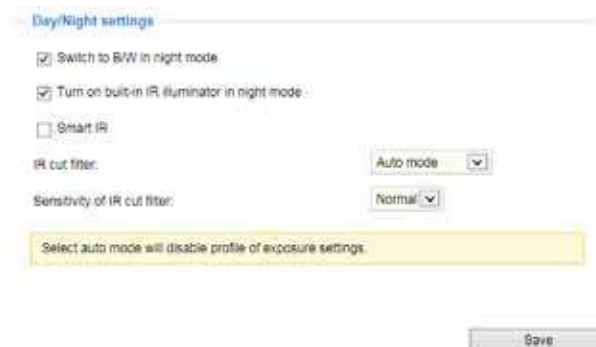 Day/Night settings
Switch to B/W in night mode
Turn on built-in IR illuminator in night mode
Smart IR
IR cut filter: Auto mode
Sensitivity of IR cut filter: Normal
Select auto mode will disable profile of exposure settings.
Save